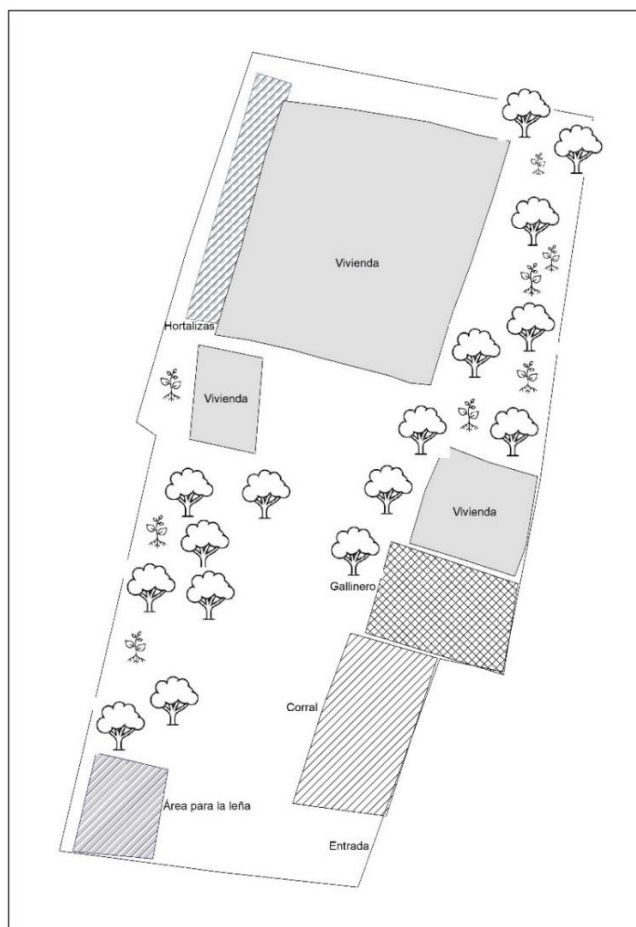 Vivienda
Hortalizas
Vivienda
Vivienda
Gallinero
Corral
Área para la leña
Entrada